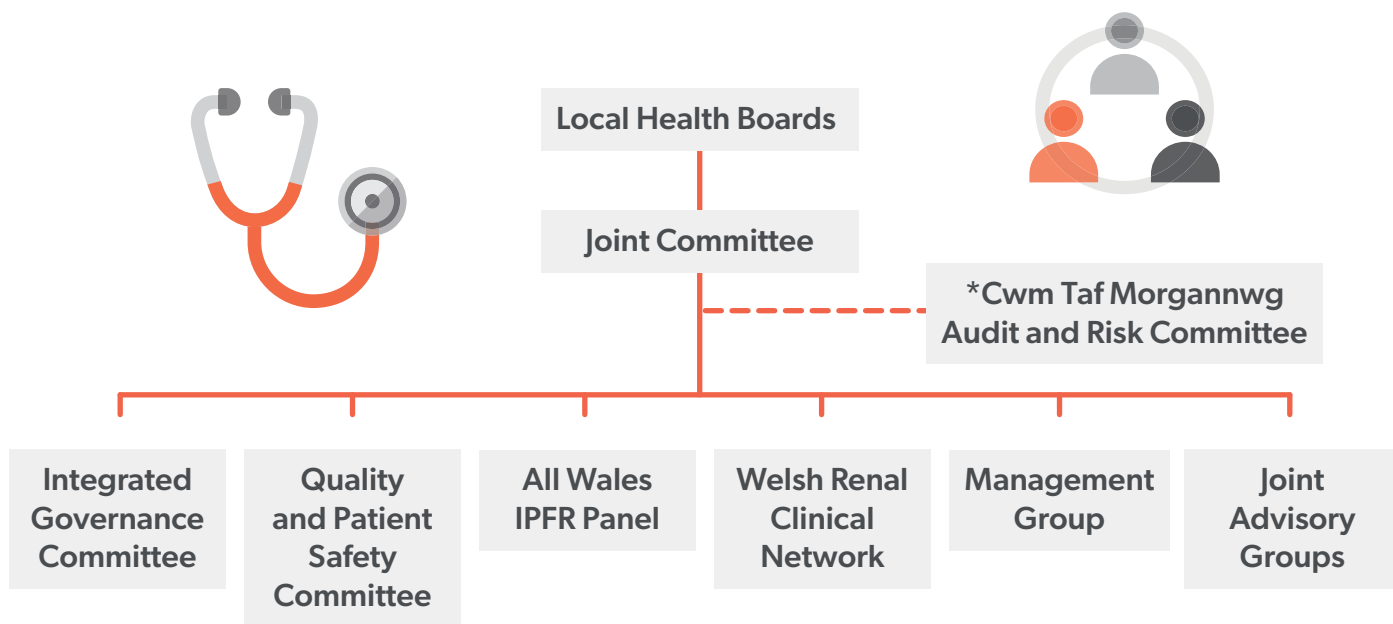 Local Health Boards
Joint Committee
*Cwm Taf Morgannwg
Audit and Risk Committee
Integrated
Governance
Committee
Quality
and Patient
Safety
Committee
All Wales
IPFR Panel
Welsh Renal
Clinical
Network
Management
Group
Joint
Advisory
Groups